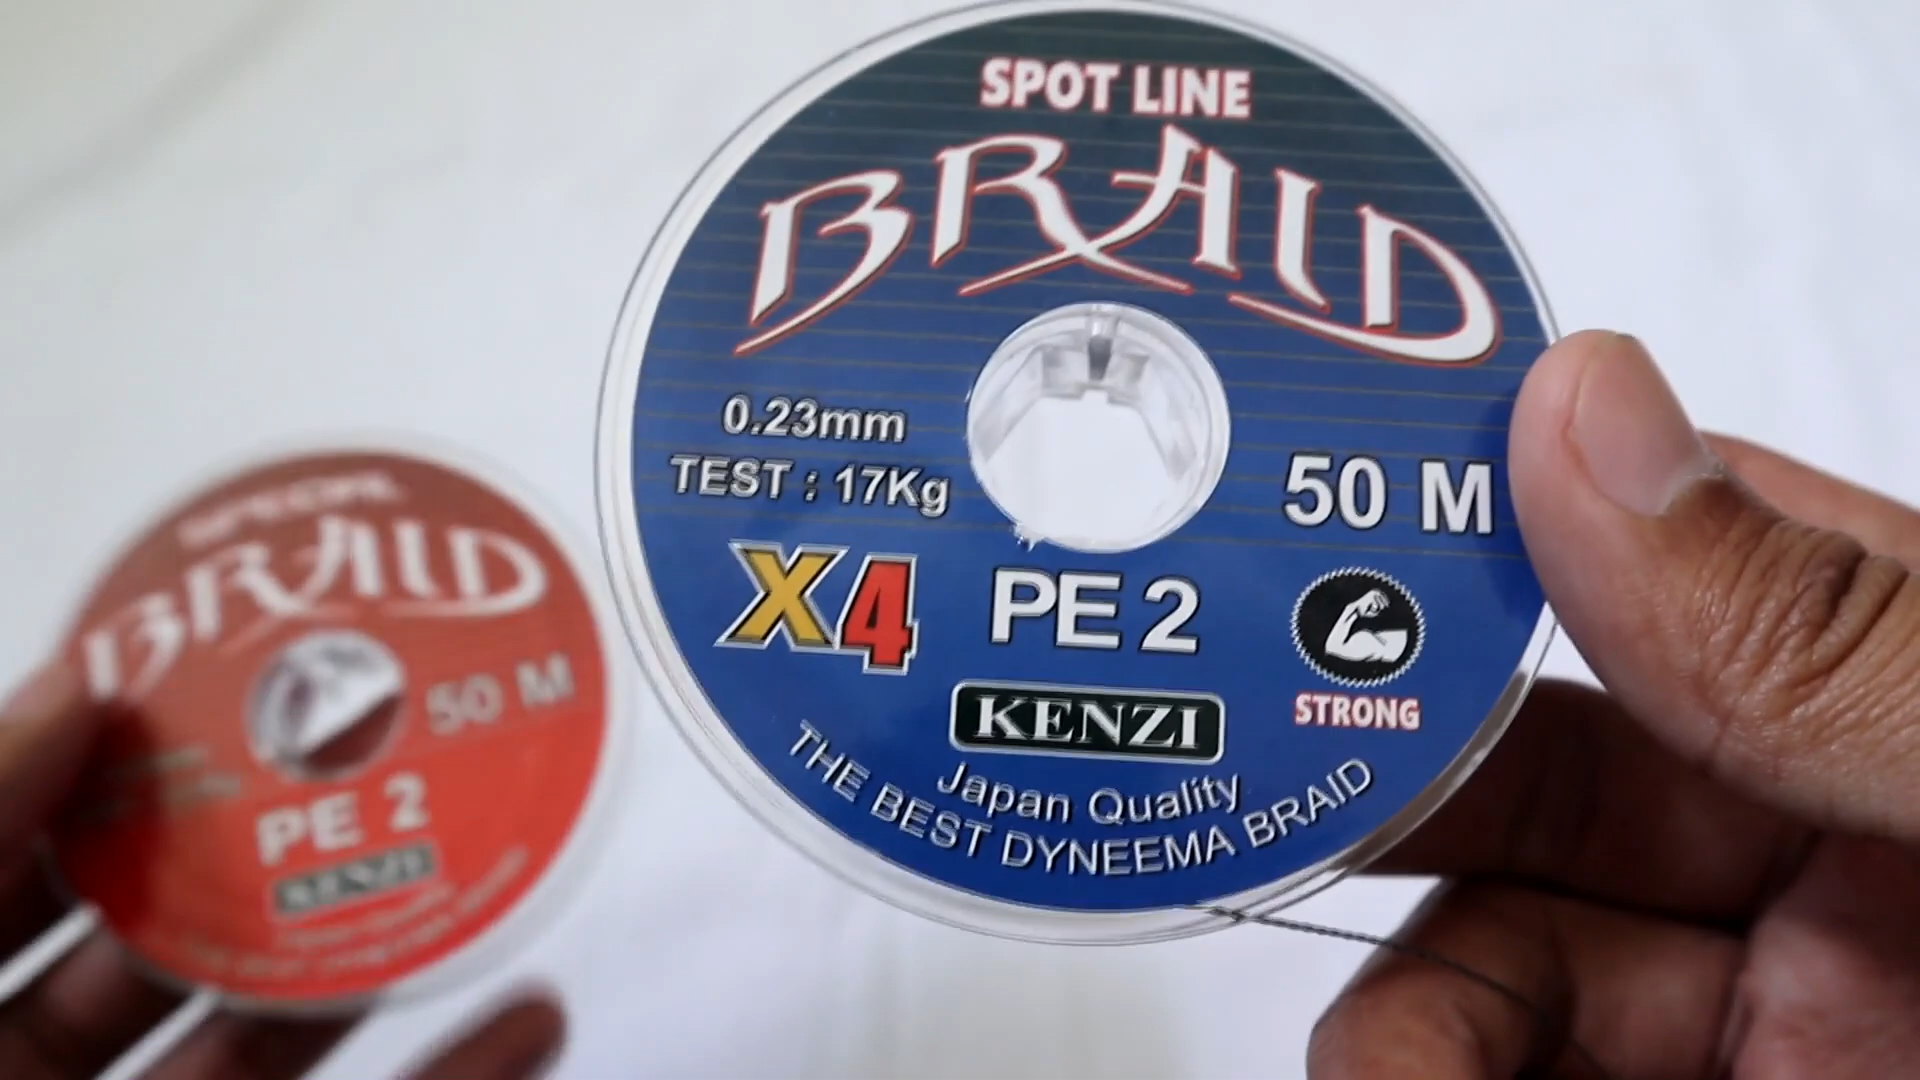 SPOT LINE
BRAID
0.23mm
TEST : 17Kg
50 M
X4
PE 2
STRONG
KENZI
Japan Quality
THE BEST DYNEEMA BRAID
BRAID
50 M
PE 2
KENZI